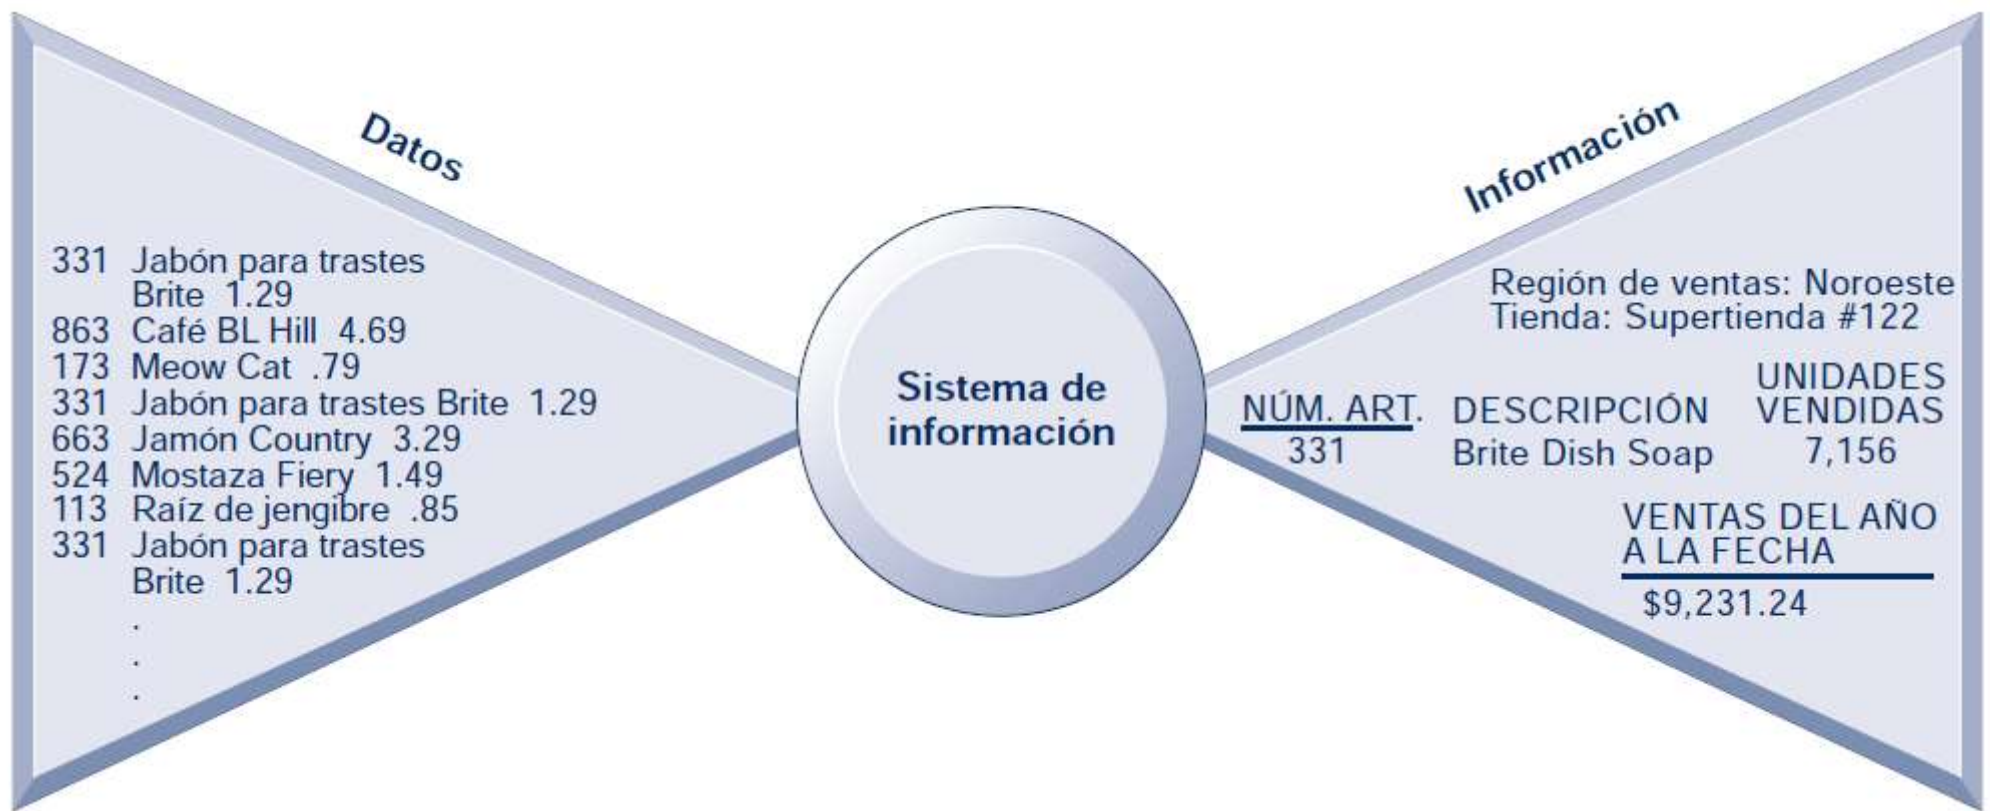 Datos
331 Jabón para trastes
Brite 1.29
863 Café BL Hill 4.69
173 Meow Cat .79
331 Jabón para trastes Brite 1.29
663 Jamón Country 3.29
524 Mostaza Fiery 1.49
113 Raíz de jengibre .85
331 Jabón para trastes
Brite 1.29
.
.
.
Sistema de
información
Información
Región de ventas: Noroeste
Tienda: Supertienda #122
UNIDADES
NÚM. ART. DESCRIPCIÓN VENDIDAS
331 Brite Dish Soap 7,156
VENTAS DEL AÑO
A LA FECHA
$9,231.24